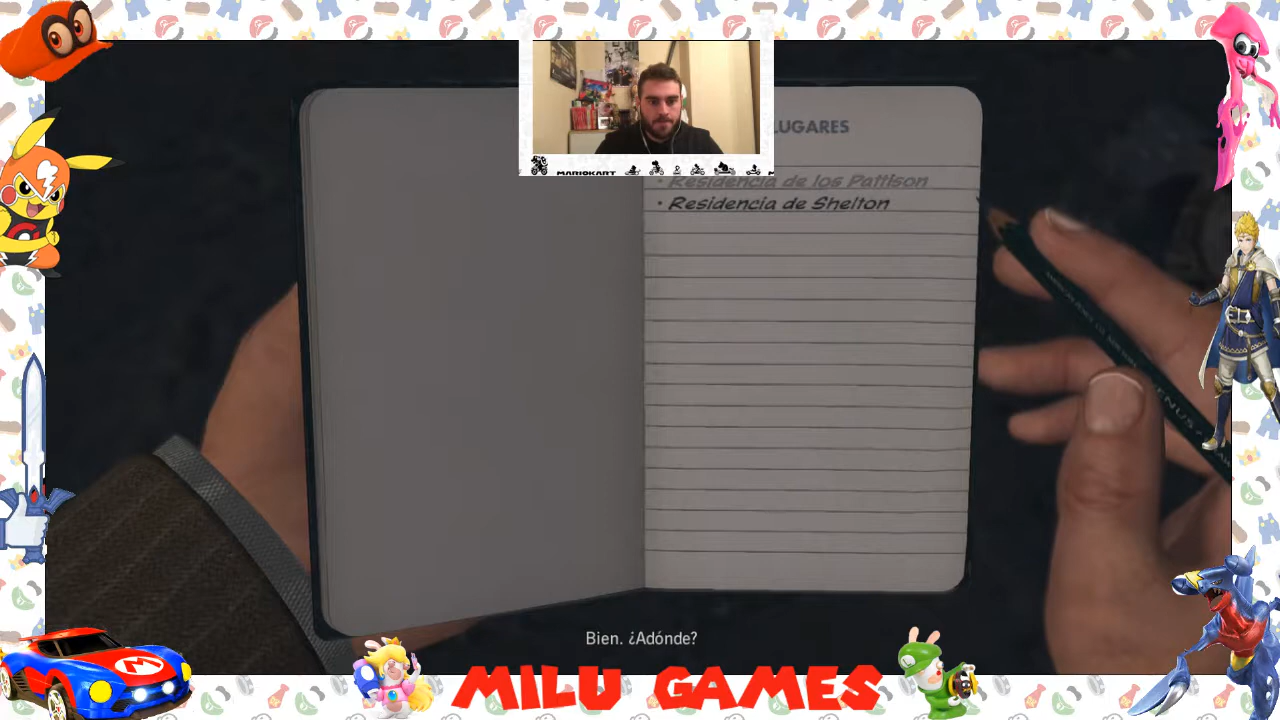 LUGARES
MARIOKART
• Residencia de los Pattison
• Residencia de Shelton
Bien. ¿Adónde?
MILU GAMES